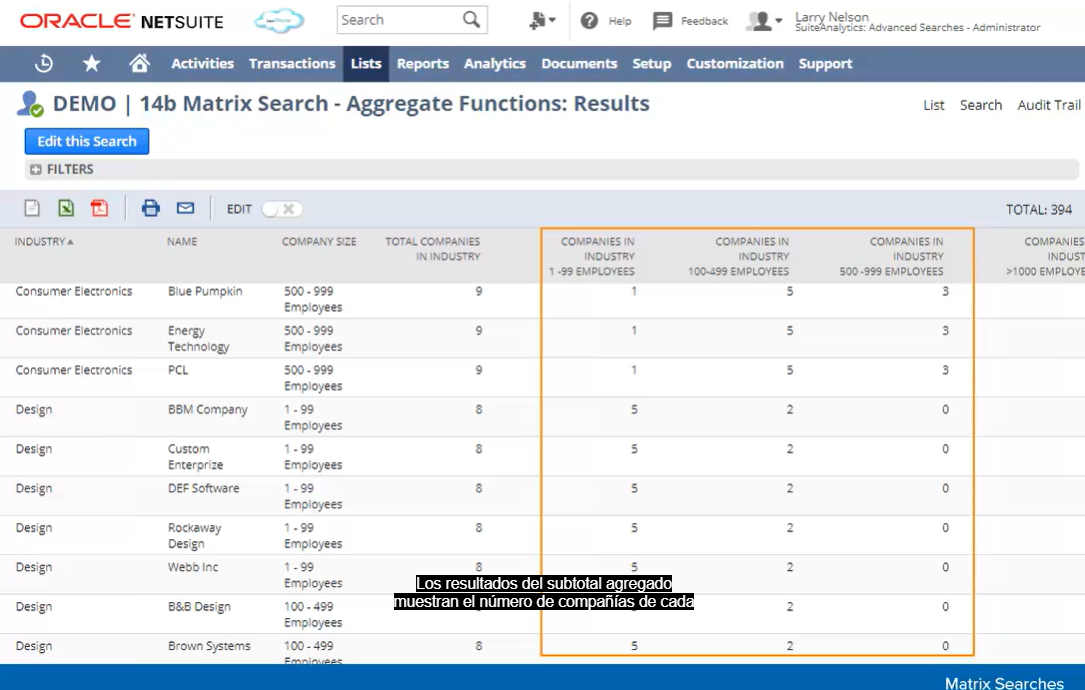 ORACLE NETSUITE
Search
Help
Feedback
Larry Nelson
SuiteAnalytics: Advanced Searches - Administrator
Activities Transactions Lists Reports Analytics Documents Setup Customization Support
DEMO | 14b Matrix Search - Aggregate Functions: Results
List Search Audit Trail
Edit this Search
FILTERS
EDIT
TOTAL: 394
INDUSTRY NAME COMPANY SIZE TOTAL COMPANIES COMPANIES IN COMPANIES IN COMPANIES IN COMPANIES
IN INDUSTRY INDUSTRY INDUSTRY INDUSTRY INDUST
1 -99 EMPLOYEES 100-499 EMPLOYEES 500 -999 EMPLOYEES >1000 EMPLOYE
Consumer Electronics Blue Pumpkin 500 - 999 9 1 5 3
Employees
Consumer Electronics Energy 500 - 999 9 1 5 3
Technology Employees
Consumer Electronics PCL 500 - 999 9 1 5 3
Employees
Design BBM Company 1 - 99 8 5 2 0
Employees
Design Custom 1 - 99 8 5 2 0
Enterprize Employees
Design DEF Software 1 - 99 8 5 2 0
Employees
Design Rockaway 1 - 99 8 5 2 0
Design Employees
Design Webb Inc 1 - 99 8 5 2 0
Employees
Los resultados del subtotal agregado
muestran el número de compañías de cada
Design B&B Design 100 - 499 2 0
Employees
Design Brown Systems 100 - 499 8 5 2 0
Employees
Matrix Searches